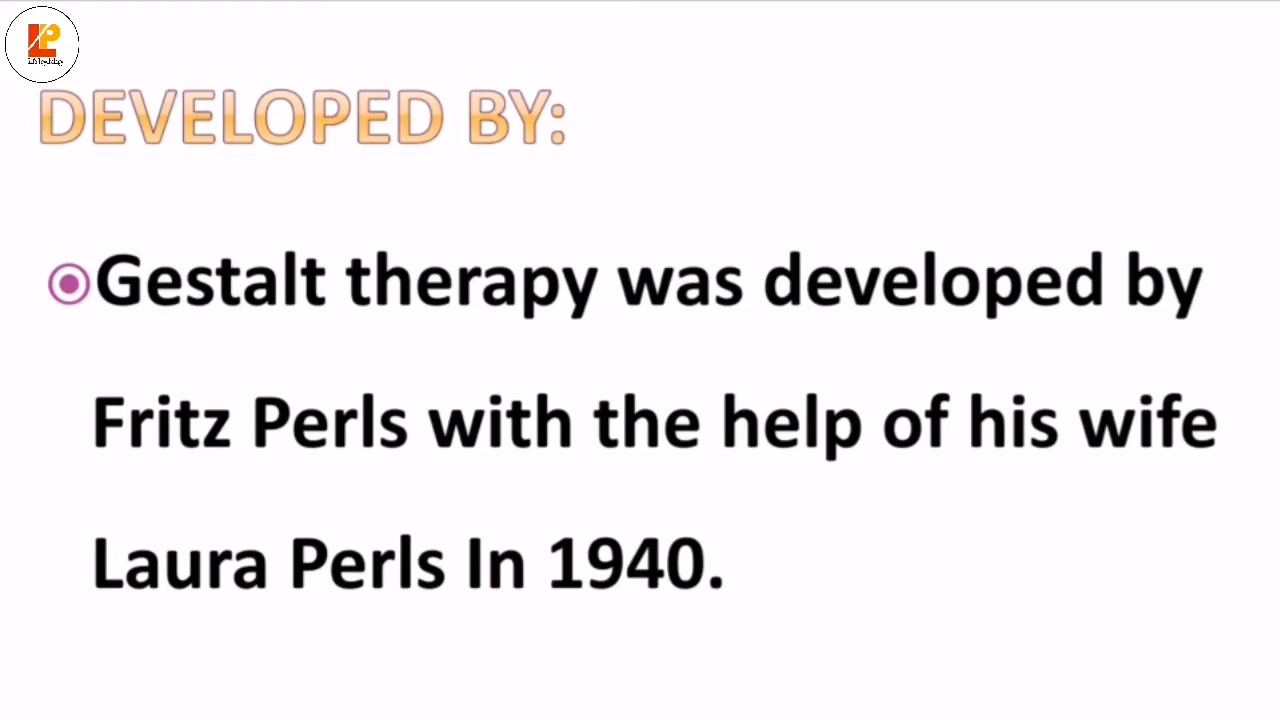 LP
DEVELOPED BY:
Gestalt therapy was developed by
Fritz Perls with the help of his wife
Laura Perls In 1940.